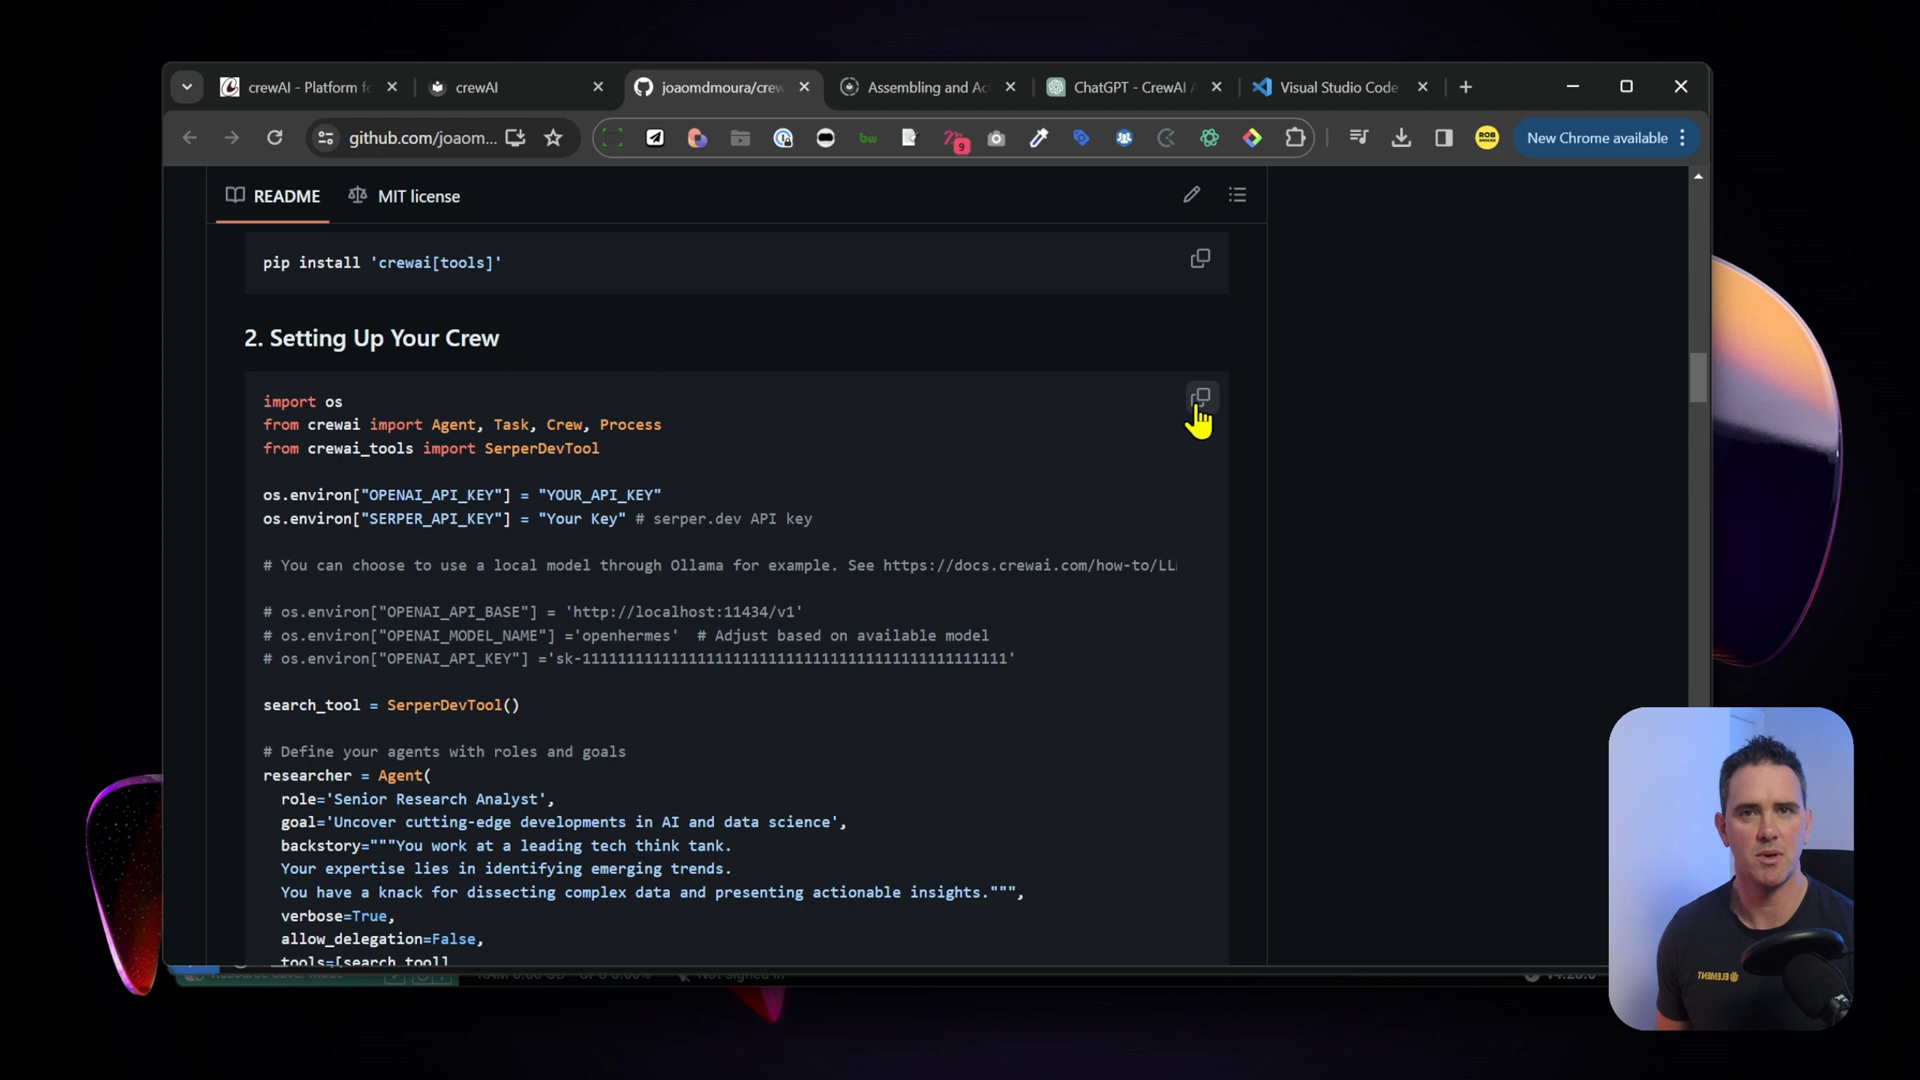 crewAI - Platform fo
crewAI
joaomdmoura/crew
Assembling and Ac
ChatGPT - CrewAI A
Visual Studio Code
github.com/joaom...
bw
9
ROB
New Chrome available
README
MIT license
pip install 'crewai[tools]'
2. Setting Up Your Crew
import os
from crewai import Agent, Task, Crew, Process
from crewai_tools import SerperDevTool
os.environ["OPENAI_API_KEY"] = "YOUR_API_KEY"
os.environ["SERPER_API_KEY"] = "Your Key" # serper.dev API key
# You can choose to use a local model through Ollama for example. See https://docs.crewai.com/how-to/LL
# os.environ["OPENAI_API_BASE"] = 'http://localhost:11434/v1'
# os.environ["OPENAI_MODEL_NAME"] ='openhermes'  # Adjust based on available model
# os.environ["OPENAI_API_KEY"] ='sk-111111111111111111111111111111111111111111111111'
search_tool = SerperDevTool()
# Define your agents with roles and goals
researcher = Agent(
role='Senior Research Analyst',
goal='Uncover cutting-edge developments in AI and data science',
backstory="""You work at a leading tech think tank.
Your expertise lies in identifying emerging trends.
You have a knack for dissecting complex data and presenting actionable insights.""",
verbose=True,
allow_delegation=False,
tools=[search_tool]
ELEMENT